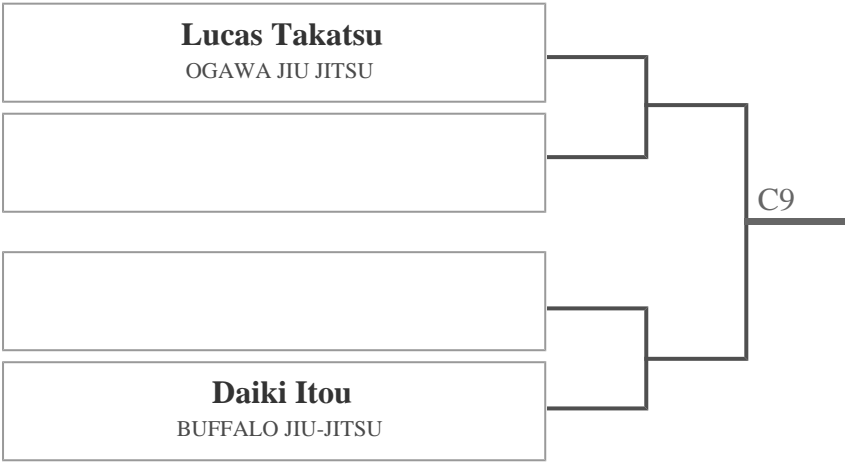 Lucas Takatsu
OGAWA JIU JITSU
C9
Daiki Itou
BUFFALO JIU-JITSU